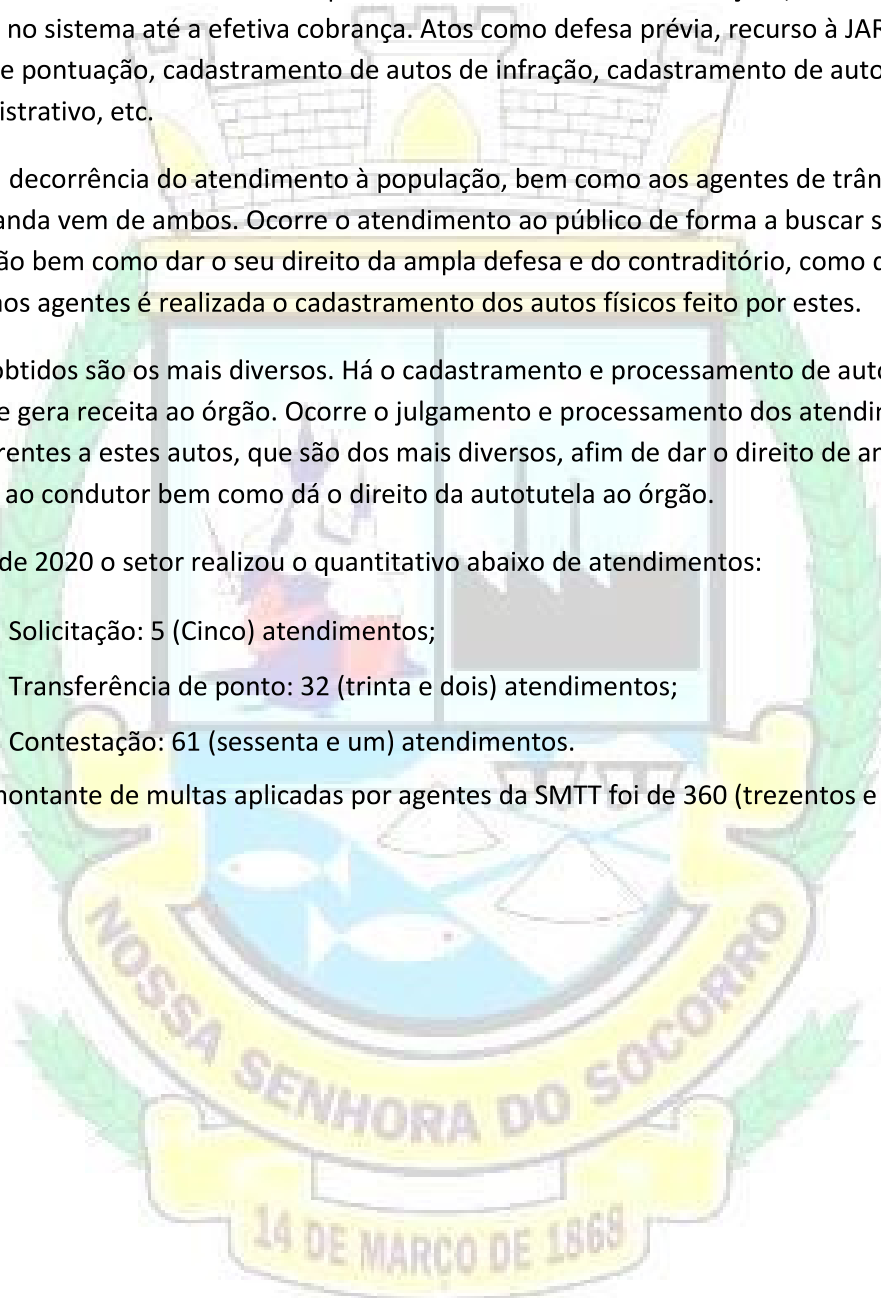 no sistema até a efetiva cobrança. Atos como defesa prévia, recurso à JAR
e pontuação, cadastramento de autos de infração, cadastramento de auto
istrativo, etc.
decorrência do atendimento à população, bem como aos agentes de trân
anda vem de ambos. Ocorre o atendimento ao público de forma a buscar s
ão bem como dar o seu direito da ampla defesa e do contraditório, como
nos agentes é realizada o cadastramento dos autos físicos feito por estes.
obtidos são os mais diversos. Há o cadastramento e processamento de auto
e gera receita ao órgão. Ocorre o julgamento e processamento dos atendi
rentes a estes autos, que são dos mais diversos, afim de dar o direito de
ao condutor bem como dá o direito da autotutela ao órgão.
de 2020 o setor realizou o quantitativo abaixo de atendimentos:
Solicitação: 5 (Cinco) atendimentos;
Transferência de ponto: 32 (trinta e dois) atendimentos;
Contestação: 61 (sessenta e um) atendimentos.
montante de multas aplicadas por agentes da SMTT foi de 360 (trezentos e
NOSSA SENHORA DO SOCORRO
14 DE MARÇO DE 1868